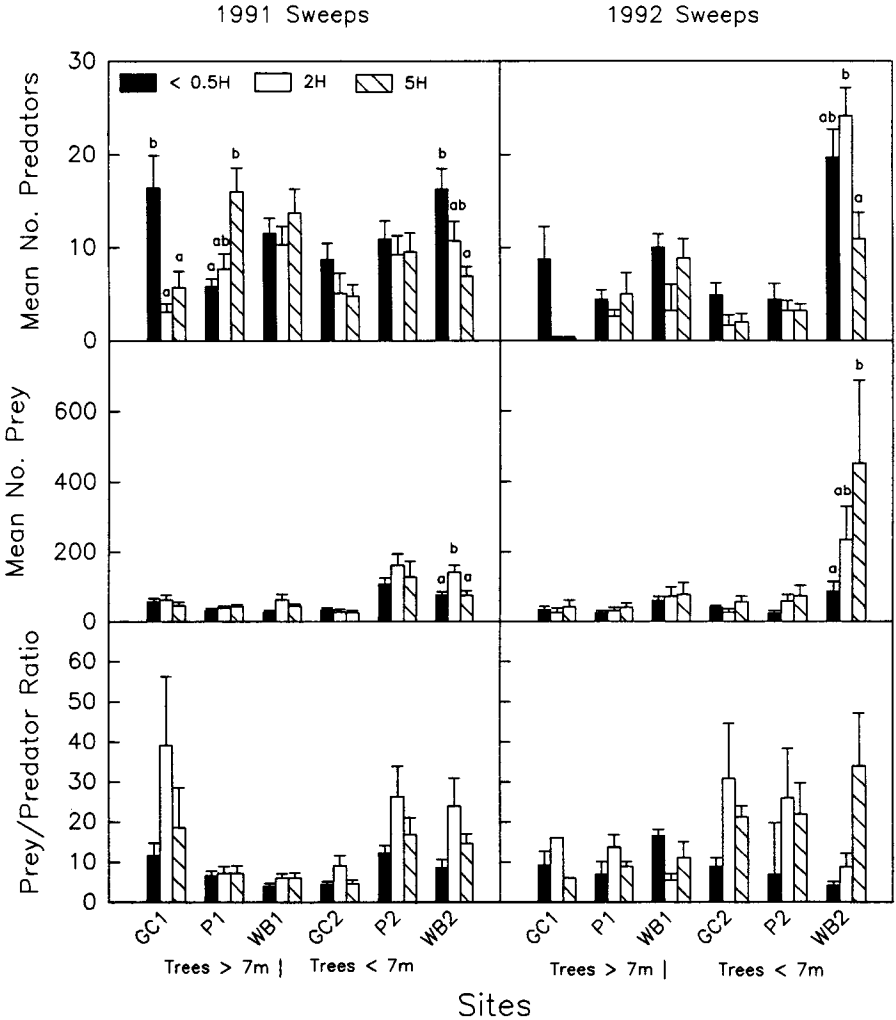 1991 Sweeps
1992 Sweeps
Mean No. Predators
30
20
10
0
< 0.5H
2H
5H
b
a
a
a
ab
b
b
ab
a
ab
b
a
Mean No. Prey
600
400
200
0
a
b
a
a
ab
b
Prey/Predator Ratio
60
50
40
30
20
10
0
GC1
P1
WB1
GC2
P2
WB2
GC1
P1
WB1
GC2
P2
WB2
Trees > 7m | Trees < 7m
Trees > 7m | Trees < 7m
Sites